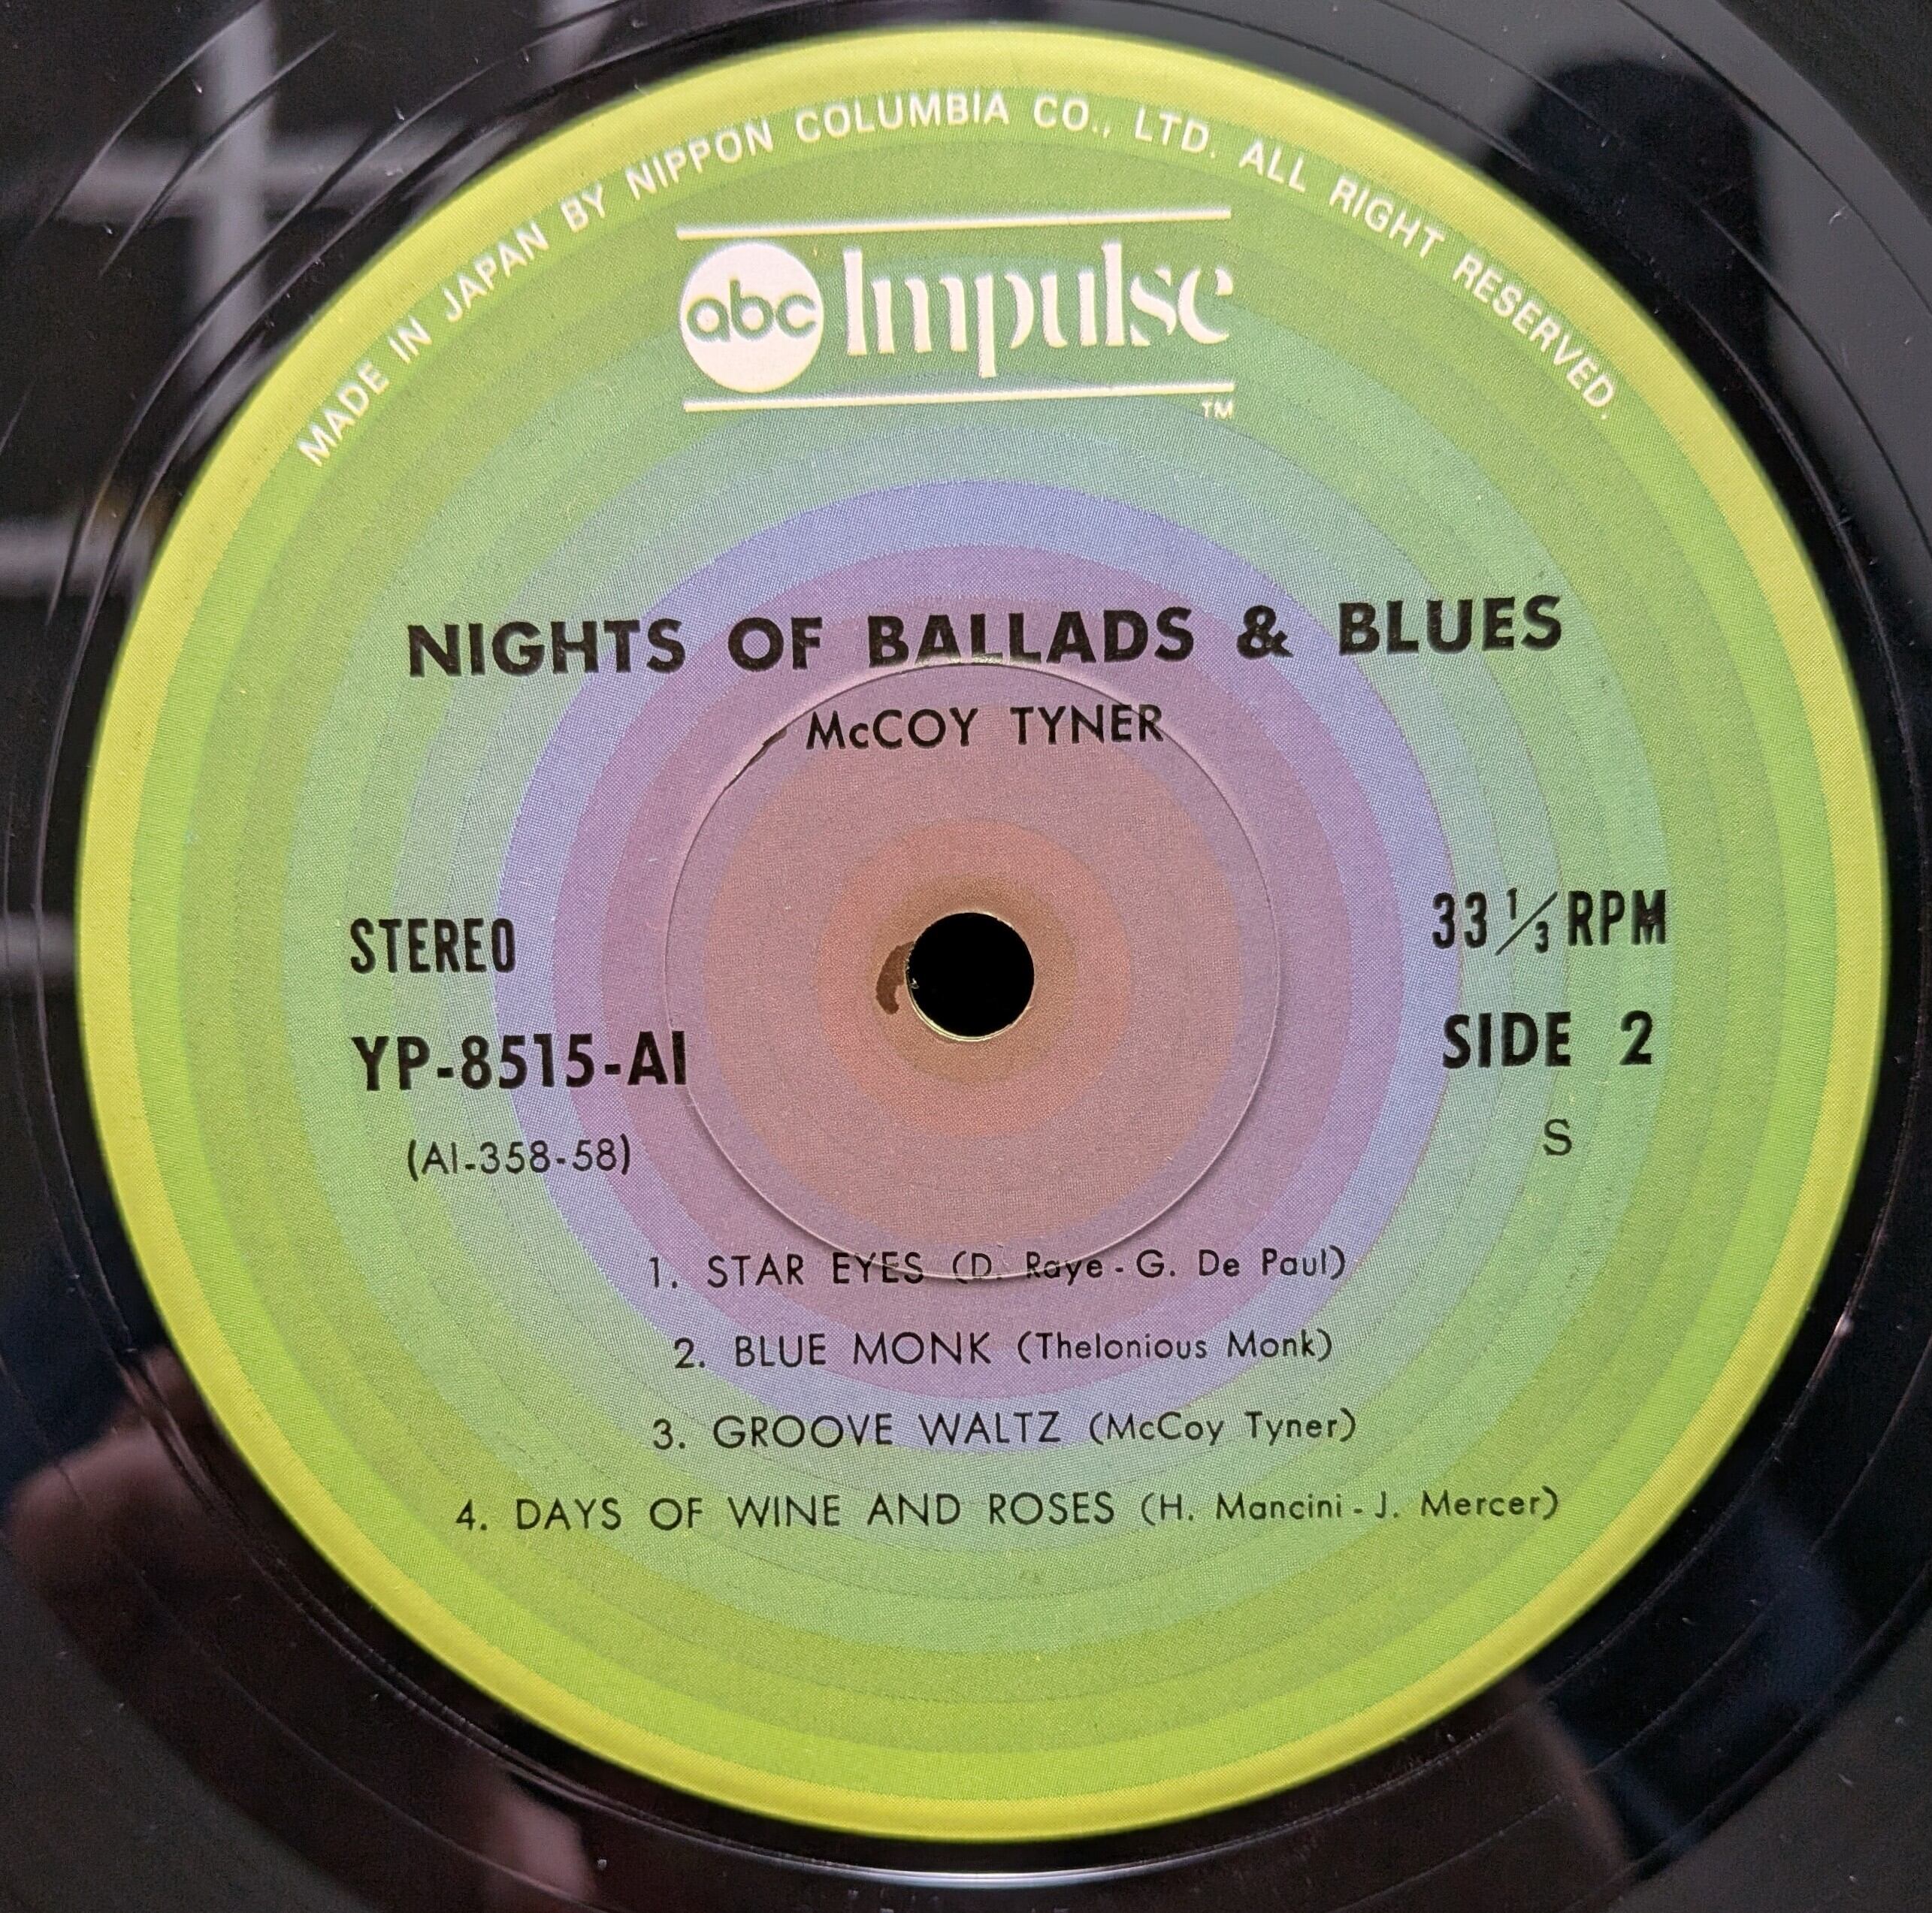 MADE IN JAPAN BY NIPPON COLUMBIA CO., LTD. ALL RIGHT RESERVED.
abc Impulse
TM
NIGHTS OF BALLADS & BLUES
McCOY TYNER
STEREO
33 1/3 RPM
YP-8515-AI
SIDE 2
(AI-358-58)
S
1. STAR EYES (D. Raye - G. De Paul)
2. BLUE MONK (Thelonious Monk)
3. GROOVE WALTZ (McCoy Tyner)
4. DAYS OF WINE AND ROSES (H. Mancini - J. Mercer)